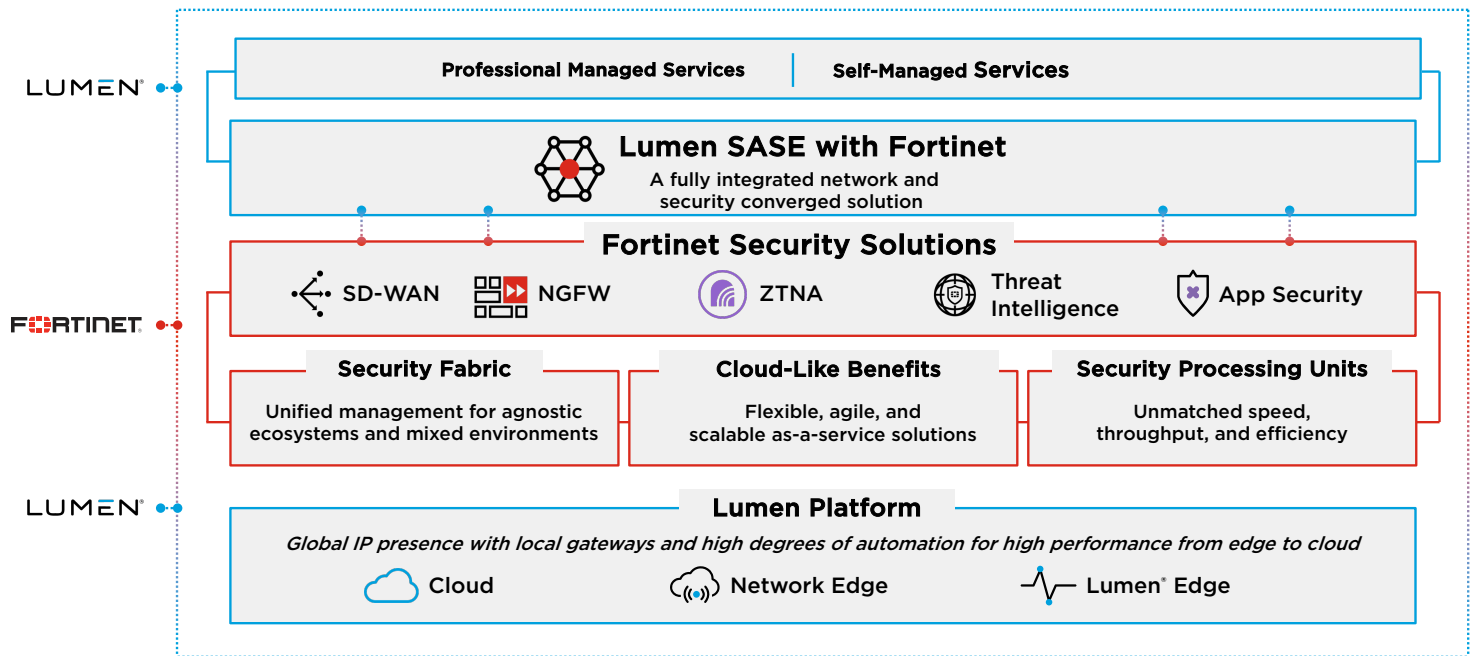 LUMEN®
Professional Managed Services
Self-Managed Services
Lumen SASE with Fortinet
A fully integrated network and
security converged solution
FORTINET®
Fortinet Security Solutions
SD-WAN
NGFW
ZTNA
Threat
Intelligence
App Security
Security Fabric
Unified management for agnostic
ecosystems and mixed environments
Cloud-Like Benefits
Flexible, agile, and
scalable as-a-service solutions
Security Processing Units
Unmatched speed,
throughput, and efficiency
LUMEN®
Lumen Platform
Global IP presence with local gateways and high degrees of automation for high performance from edge to cloud
Cloud
Network Edge
Lumen® Edge